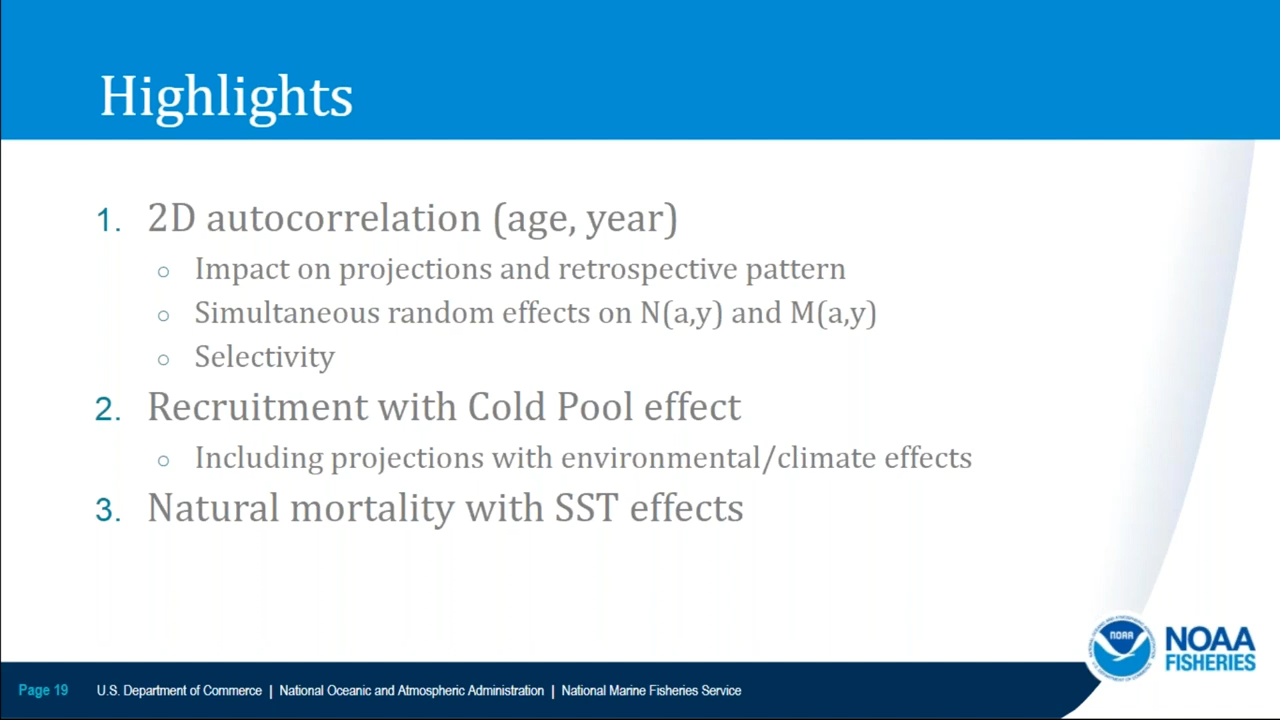 Highlights
1. 2D autocorrelation (age, year)
○ Impact on projections and retrospective pattern
○ Simultaneous random effects on N(a,y) and M(a,y)
○ Selectivity
2. Recruitment with Cold Pool effect
○ Including projections with environmental/climate effects
3. Natural mortality with SST effects
NOAA
NOAA
FISHERIES
Page 19 U.S. Department of Commerce | National Oceanic and Atmospheric Administration | National Marine Fisheries Service